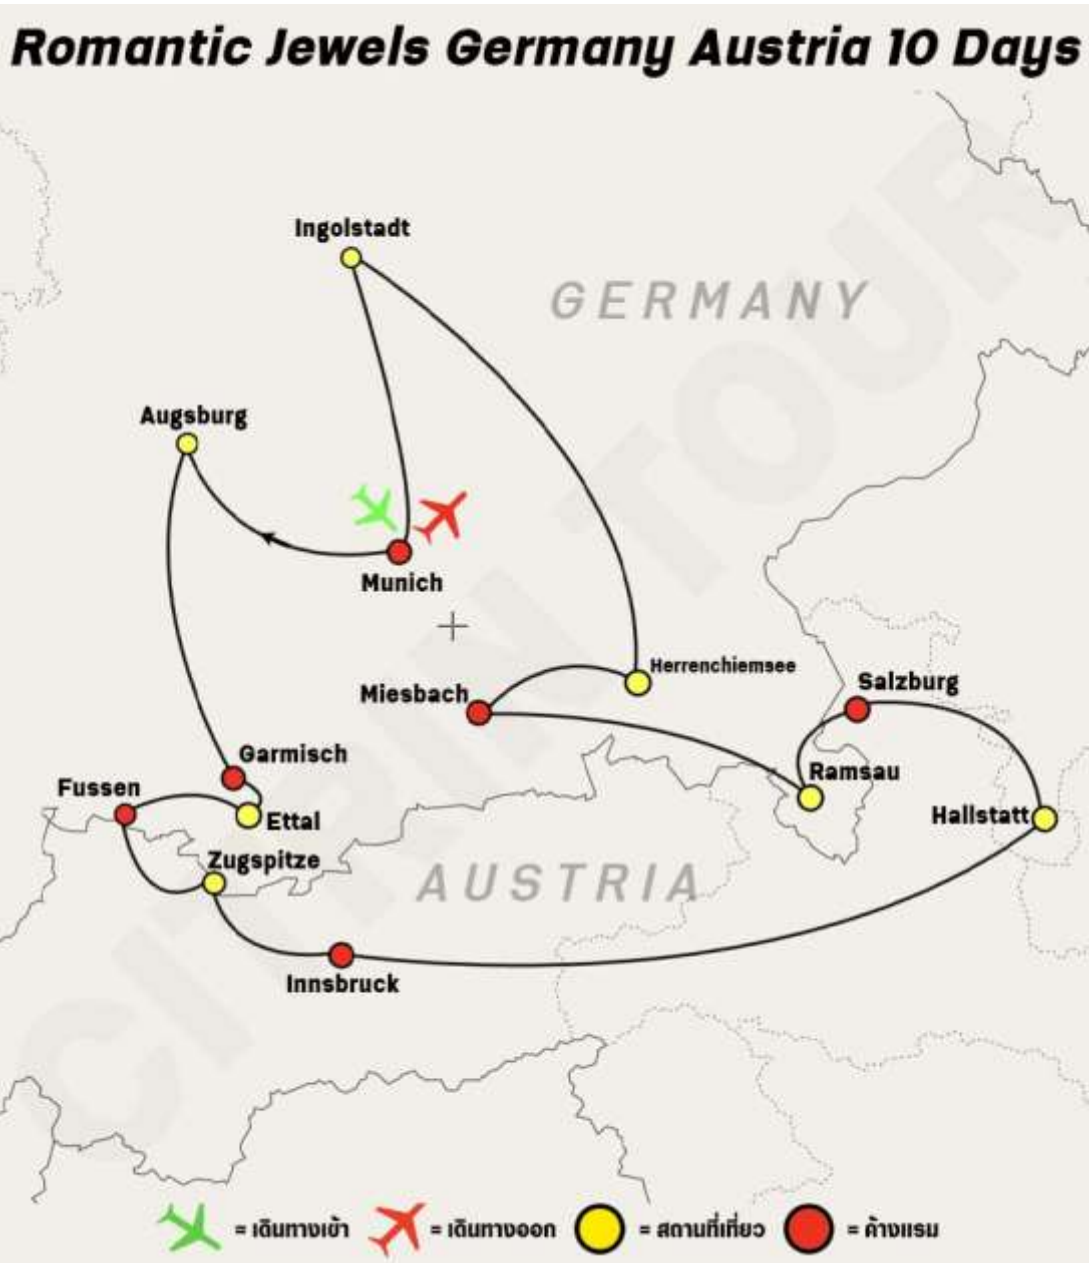 Romantic Jewels Germany Austria 10 Days
Ingolstadt
GERMANY
Augsburg
Munich
Herrenchiemsee
Miesbach
Salzburg
Garmisch
Ramsau
Fussen
Ettal
Hallstatt
Zugspitze
AUSTRIA
Innsbruck
CITRIN TOUR
= เดินทางเข้า = เดินทางออก = สถานที่เที่ยว = ค้างแรม